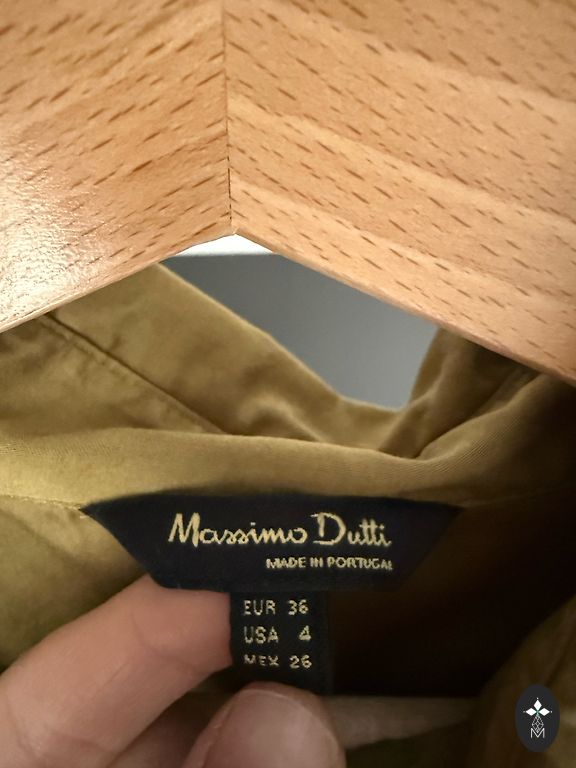 Massimo Dutti
MADE IN PORTUGAL
EUR 36
USA 4
MEX 26
M